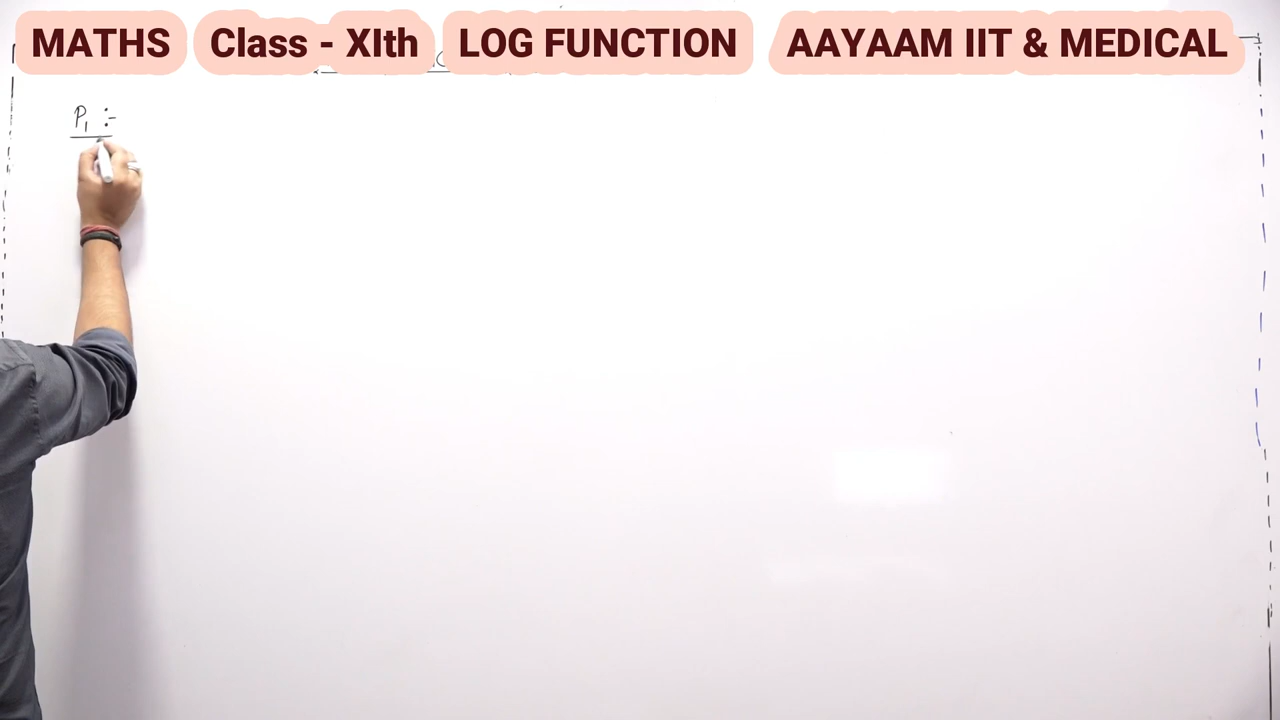 MATHS Class - XIth LOG FUNCTION AAYAAM IIT & MEDICAL
P₁ :-